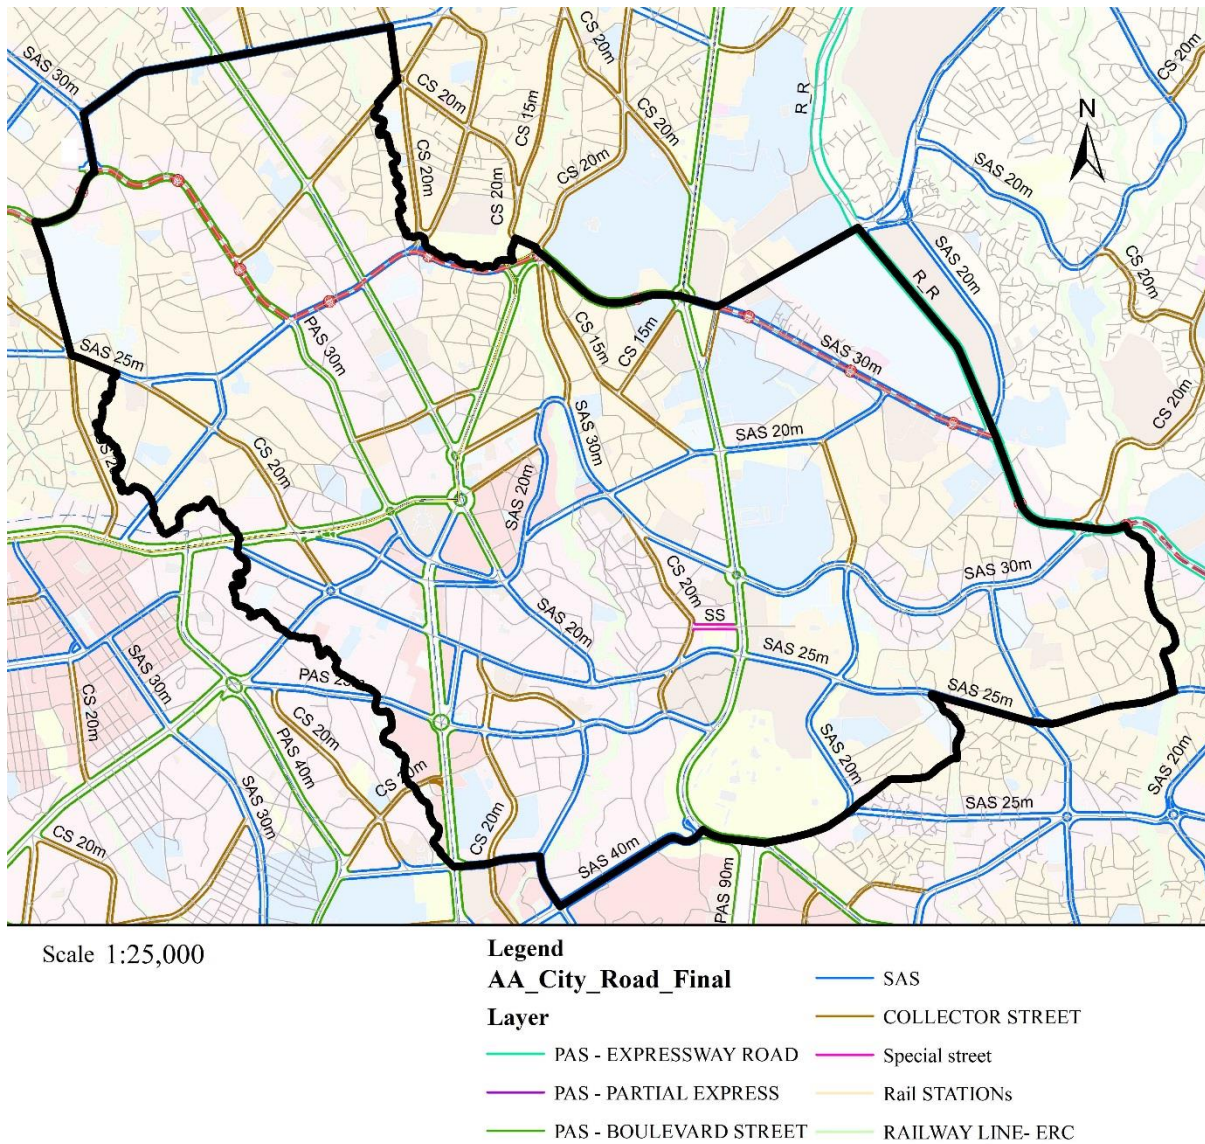 SAS 30m
CS 20m
CS 20m
CS 15m
CS 20m
CS 20m
CS 20m
CS 20m
CS 20m
R_R
N
CS 20m
SAS 20m
SAS 20m
CS 20m
R_R
PAS 30m
SAS 25m
CS 15m
CS 15m
SAS 30m
CS 20m
SAS 30m
SAS 20m
CS 20m
SAS 20m
CS 20m
SS
SAS 20m
SAS 30m
SAS 25m
SAS 25m
SAS 30m
CS 20m
CS 20m
PAS 40m
SAS 20m
SAS 20m
SAS 25m
CS 20m
SAS 30m
CS 20m
SAS 40m
PAS 90m
Scale 1:25,000
Legend
AA_City_Road_Final
Layer
PAS - EXPRESSWAY ROAD
PAS - PARTIAL EXPRESS
PAS - BOULEVARD STREET
SAS
COLLECTOR STREET
Special street
Rail STATIONs
RAILWAY LINE- ERC